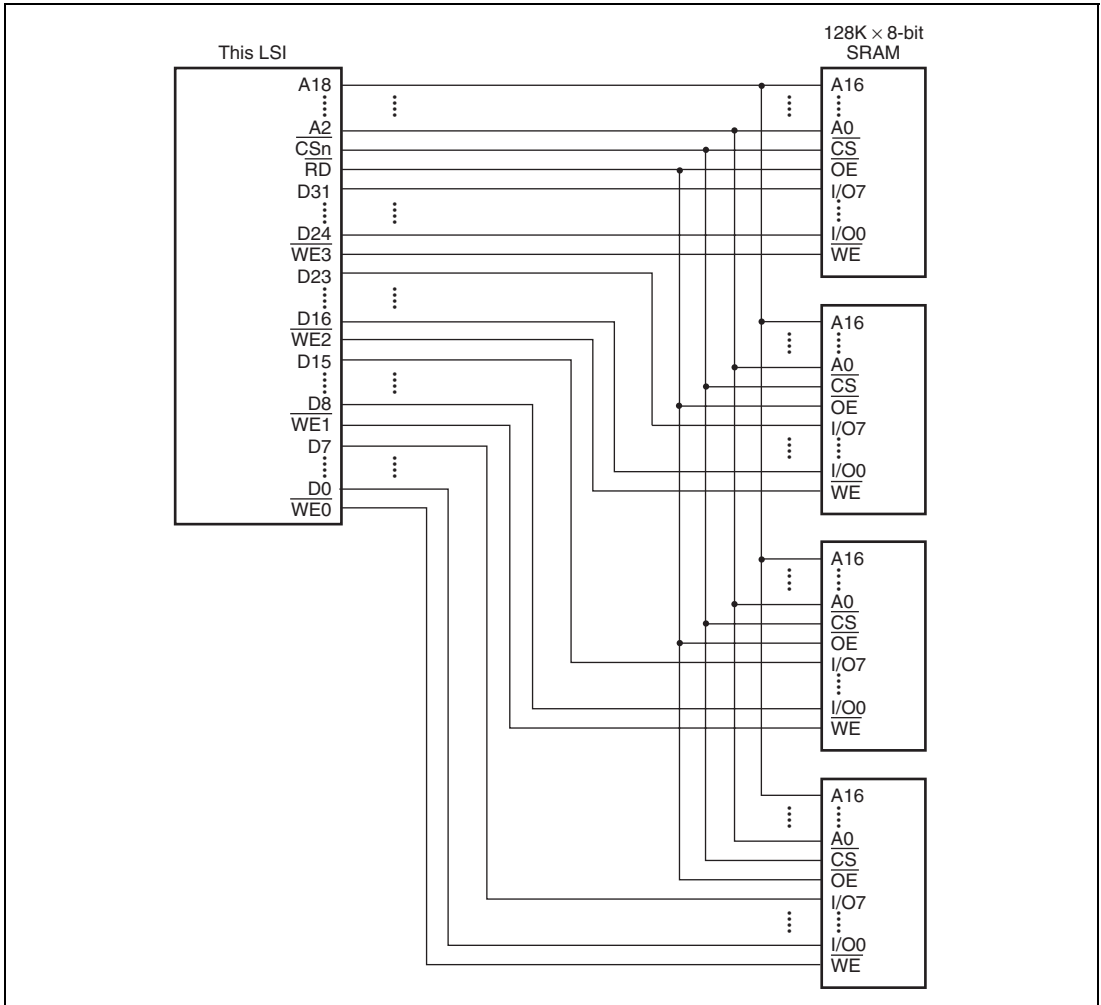 This LSI
A18
A2
CSn
RD
D31
D24
WE3
D23
D16
WE2
D15
D8
WE1
D7
D0
WE0
128K × 8-bit
SRAM
A16
A0
CS
OE
I/O7
I/O0
WE
A16
A0
CS
OE
I/O7
I/O0
WE
A16
A0
CS
OE
I/O7
I/O0
WE
A16
A0
CS
OE
I/O7
I/O0
WE